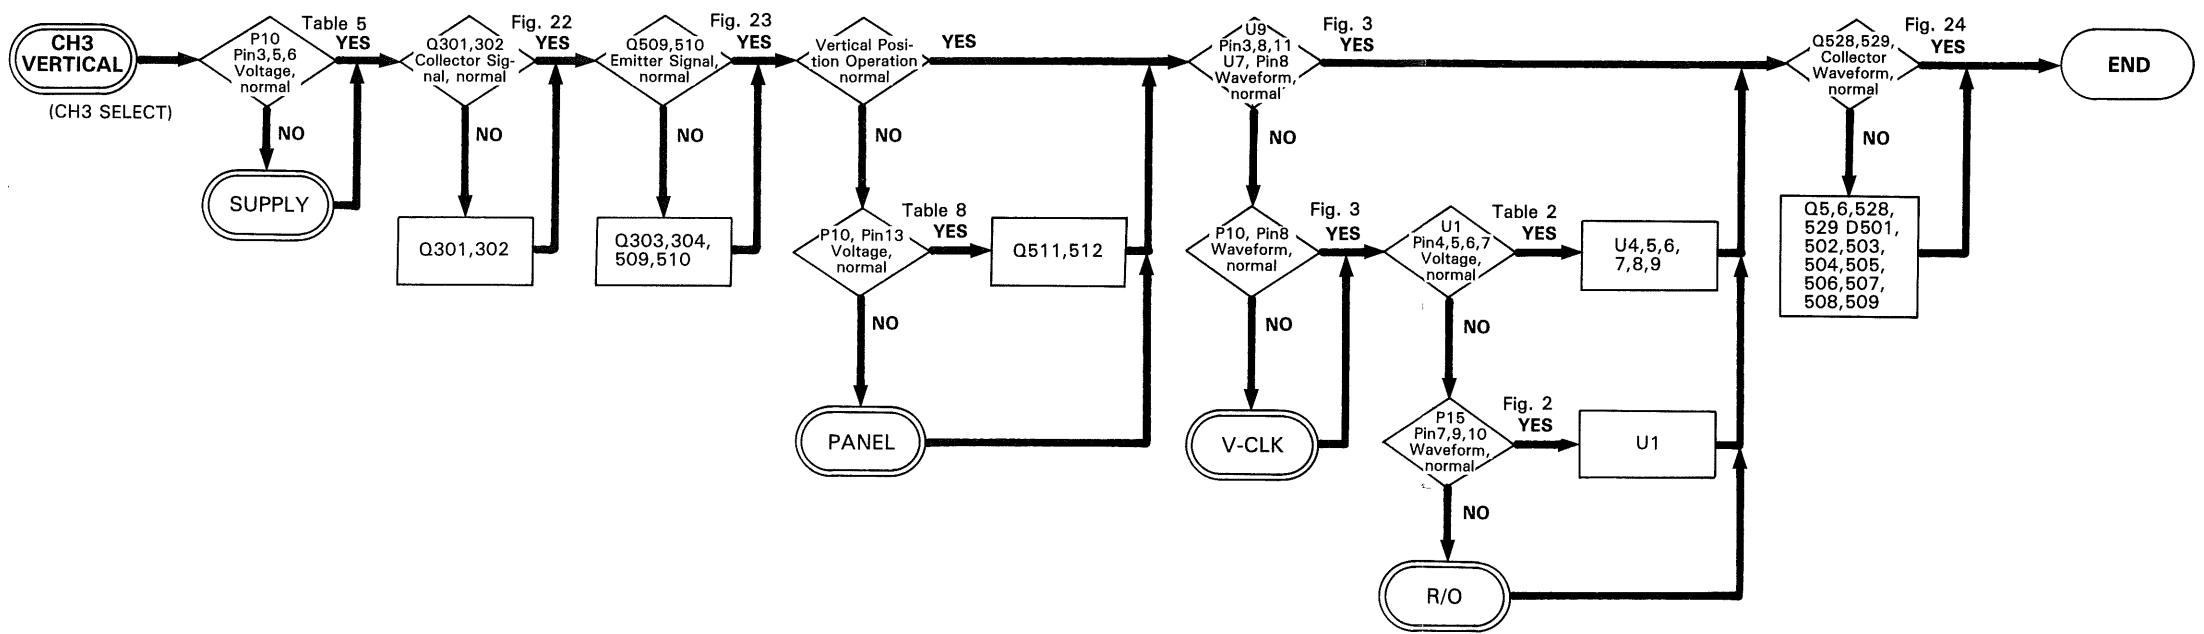 CH3
VERTICAL
(CH3 SELECT)
P10
Pin3,5,6
Voltage,
normal
Table 5
YES
NO
SUPPLY
Q301,302
Collector Sig-
nal, normal
Fig. 22
YES
NO
Q301,302
Q509,510
Emitter Signal,
normal
Fig. 23
YES
NO
Q303,304,
509,510
Vertical Posi-
tion Operation
normal
YES
NO
P10, Pin13
Voltage,
normal
Table 8
YES
Q511,512
NO
PANEL
U9
Pin3,8,11
U7, Pin8
Waveform,
normal
Fig. 3
YES
NO
P10, Pin8
Waveform,
normal
Fig. 3
YES
NO
V-CLK
U1
Pin4,5,6,7
Voltage,
normal
Table 2
YES
U4,5,6,
7,8,9
NO
P15
Pin7,9,10
Waveform,
normal
Fig. 2
YES
U1
NO
R/O
Q528,529,
Collector
Waveform,
normal
Fig. 24
YES
NO
Q5,6,528,
529 D501,
502,503,
504,505,
506,507,
508,509
END